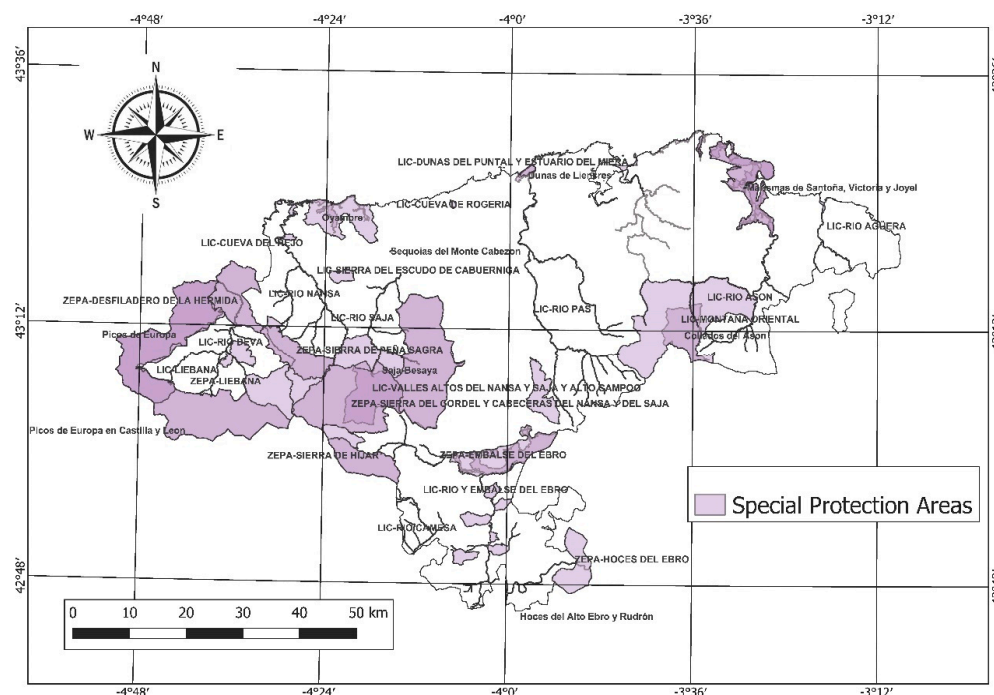 -4°48' -4°24' -4°0' -3°36' -3°12'
43°36'
N
W E
S
LIC-DUNAS DEL PUNTAL Y ESTUARIO DEL MIERA
Dunas de Liencres
Marismas de Santoña, Victoria y Joyel
LIC-CUEVA DE ROGERIA
Oyambre
LIC-RIO AGÜERA
LIC-CUEVA DEL REJO
Sequoias del Monte Cabezon
LIC-SIERRA DEL ESCUDO DE CABUERNIGA
LIC-RIO NANSA
LIC-RIO ASON
ZEPA-DESFILADERO DE LA HERMIDA
LIC-RIO PAS
LIC-RIO SAJA
LIC-MONTAÑA ORIENTAL
43°12'
Picos de Europa
Collados del Ason
LIC-RIO DEVA
ZEPA-SIERRA DE PEÑA SAGRA
LIC-LIEBANA
Saja-Besaya
ZEPA-LIEBANA
LIC-VALLES ALTOS DEL NANSA Y SAJA Y ALTO SAMPOO
ZEPA-SIERRA DEL CORDEL Y CABECERAS DEL NANSA Y DEL SAJA
Picos de Europa en Castilla y Leon
ZEPA-SIERRA DE HIJAR
ZEPA-EMBALSE DEL EBRO
LIC-RIO Y EMBALSE DEL EBRO
Special Protection Areas
LIC-RIO CAMESA
ZEPA-HOCES DEL EBRO
42°48'
Hoces del Alto Ebro y Rudrón
0 10 20 30 40 50 km
-4°48' -4°24' -4°0' -3°36' -3°12'